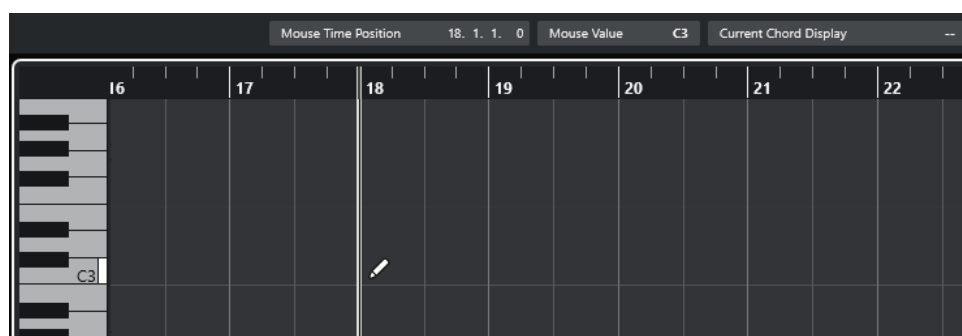 Mouse Time Position 18. 1. 1. 0 Mouse Value C3 Current Chord Display --
16 17 18 19 20 21 22
C3